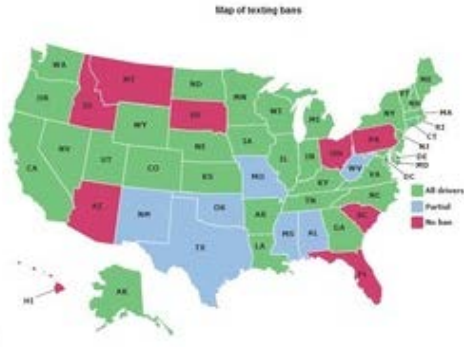 Map of texting bans
WA
MT
ND
MN
ME
VT
NH
OR
ID
SD
WI
MI
NY
MA
RI
CT
NJ
DE
MD
DC
WY
IA
PA
NV
NE
IL
IN
OH
WV
VA
CA
UT
CO
KS
MO
KY
NC
TN
AZ
NM
OK
AR
SC
MS
AL
GA
TX
LA
FL
All drivers
Partial
No ban
HI
AK